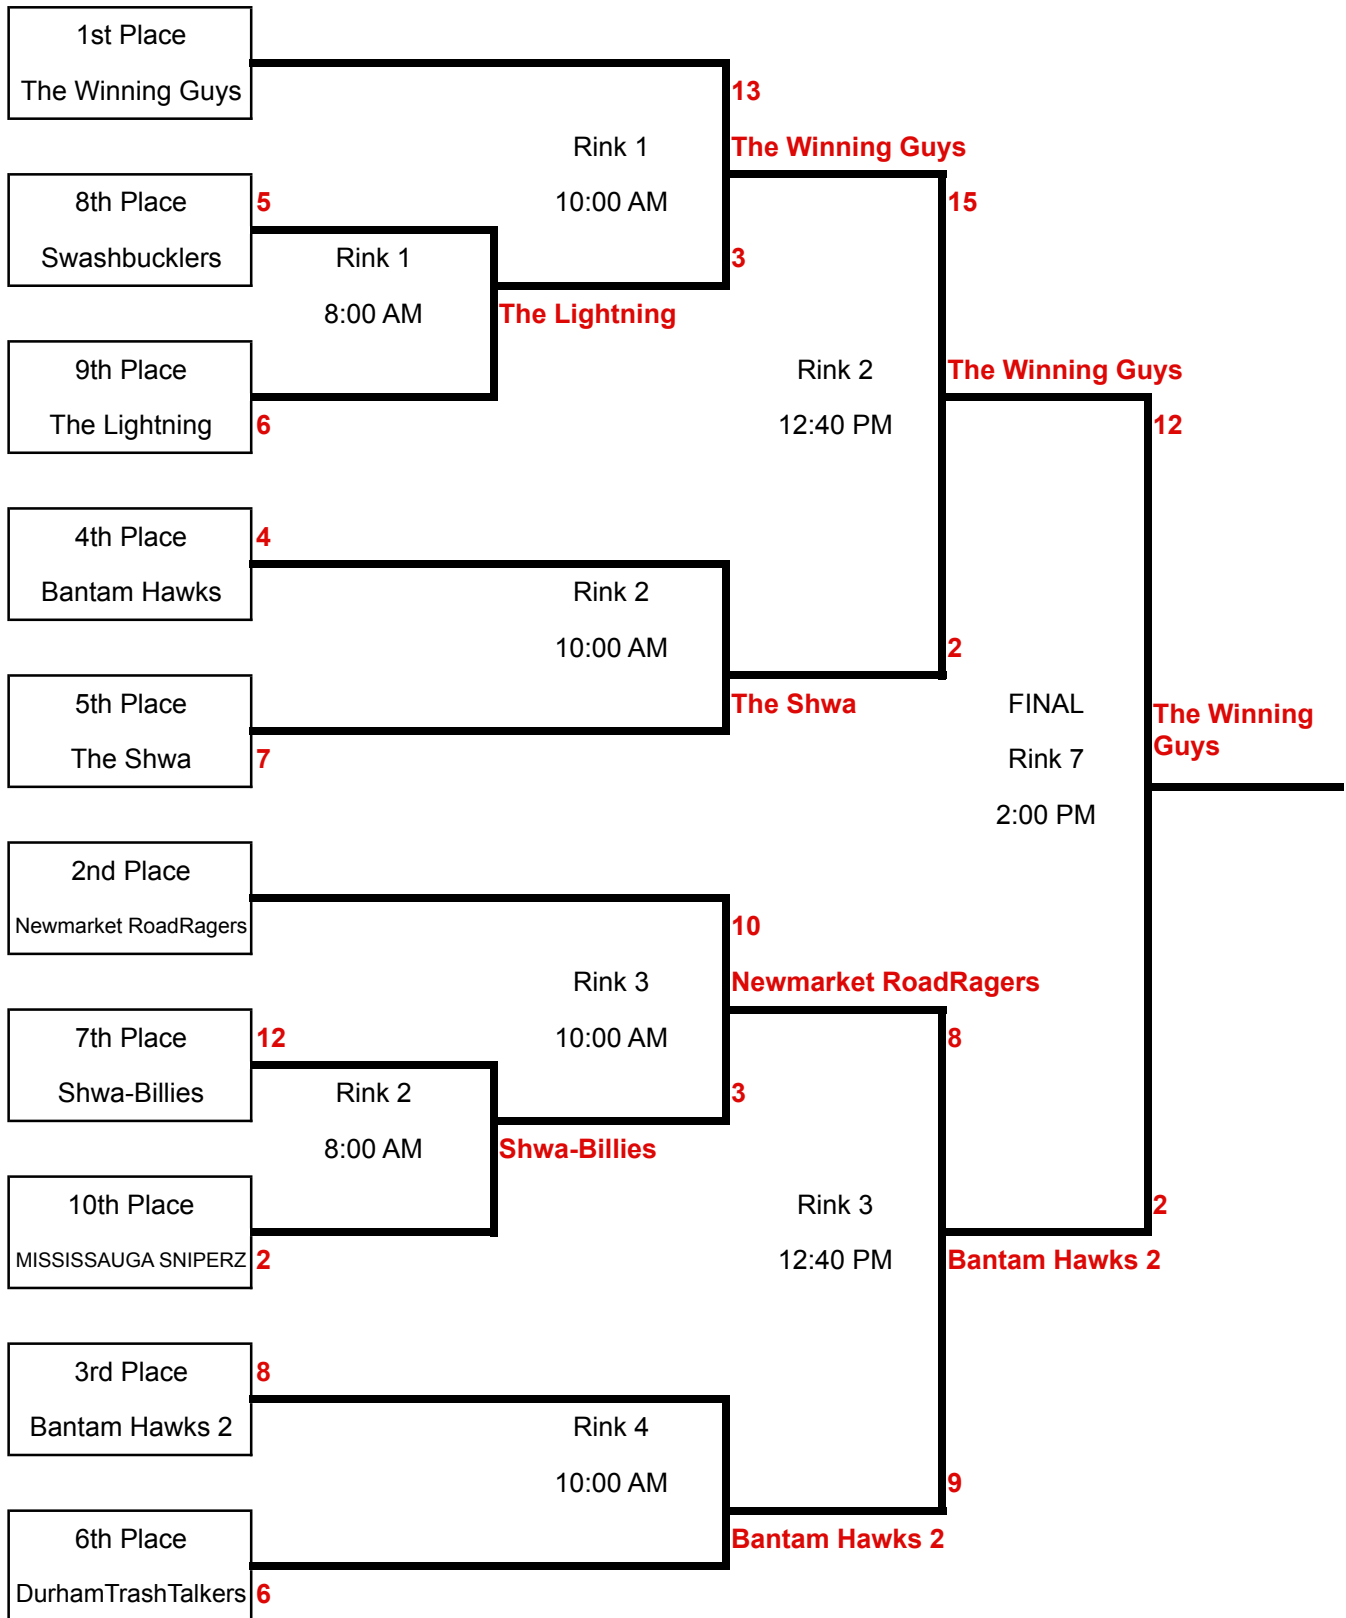 1st Place
The Winning Guys
13
Rink 1
The Winning Guys
10:00 AM
15
8th Place
5
Swashbucklers
Rink 1
3
8:00 AM
The Lightning
9th Place
The Lightning
6
Rink 2
The Winning Guys
12:40 PM
12
4th Place
4
Bantam Hawks
Rink 2
10:00 AM
2
5th Place
The Shwa
7
The Shwa
FINAL
Rink 7
2:00 PM
The Winning
Guys
2nd Place
Newmarket RoadRagers
10
Rink 3
Newmarket RoadRagers
10:00 AM
8
7th Place
12
Shwa-Billies
Rink 2
3
8:00 AM
Shwa-Billies
10th Place
MISSISSAUGA SNIPERZ
2
Rink 3
2
12:40 PM
Bantam Hawks 2
3rd Place
8
Bantam Hawks 2
Rink 4
10:00 AM
9
6th Place
Bantam Hawks 2
DurhamTrashTalkers
6